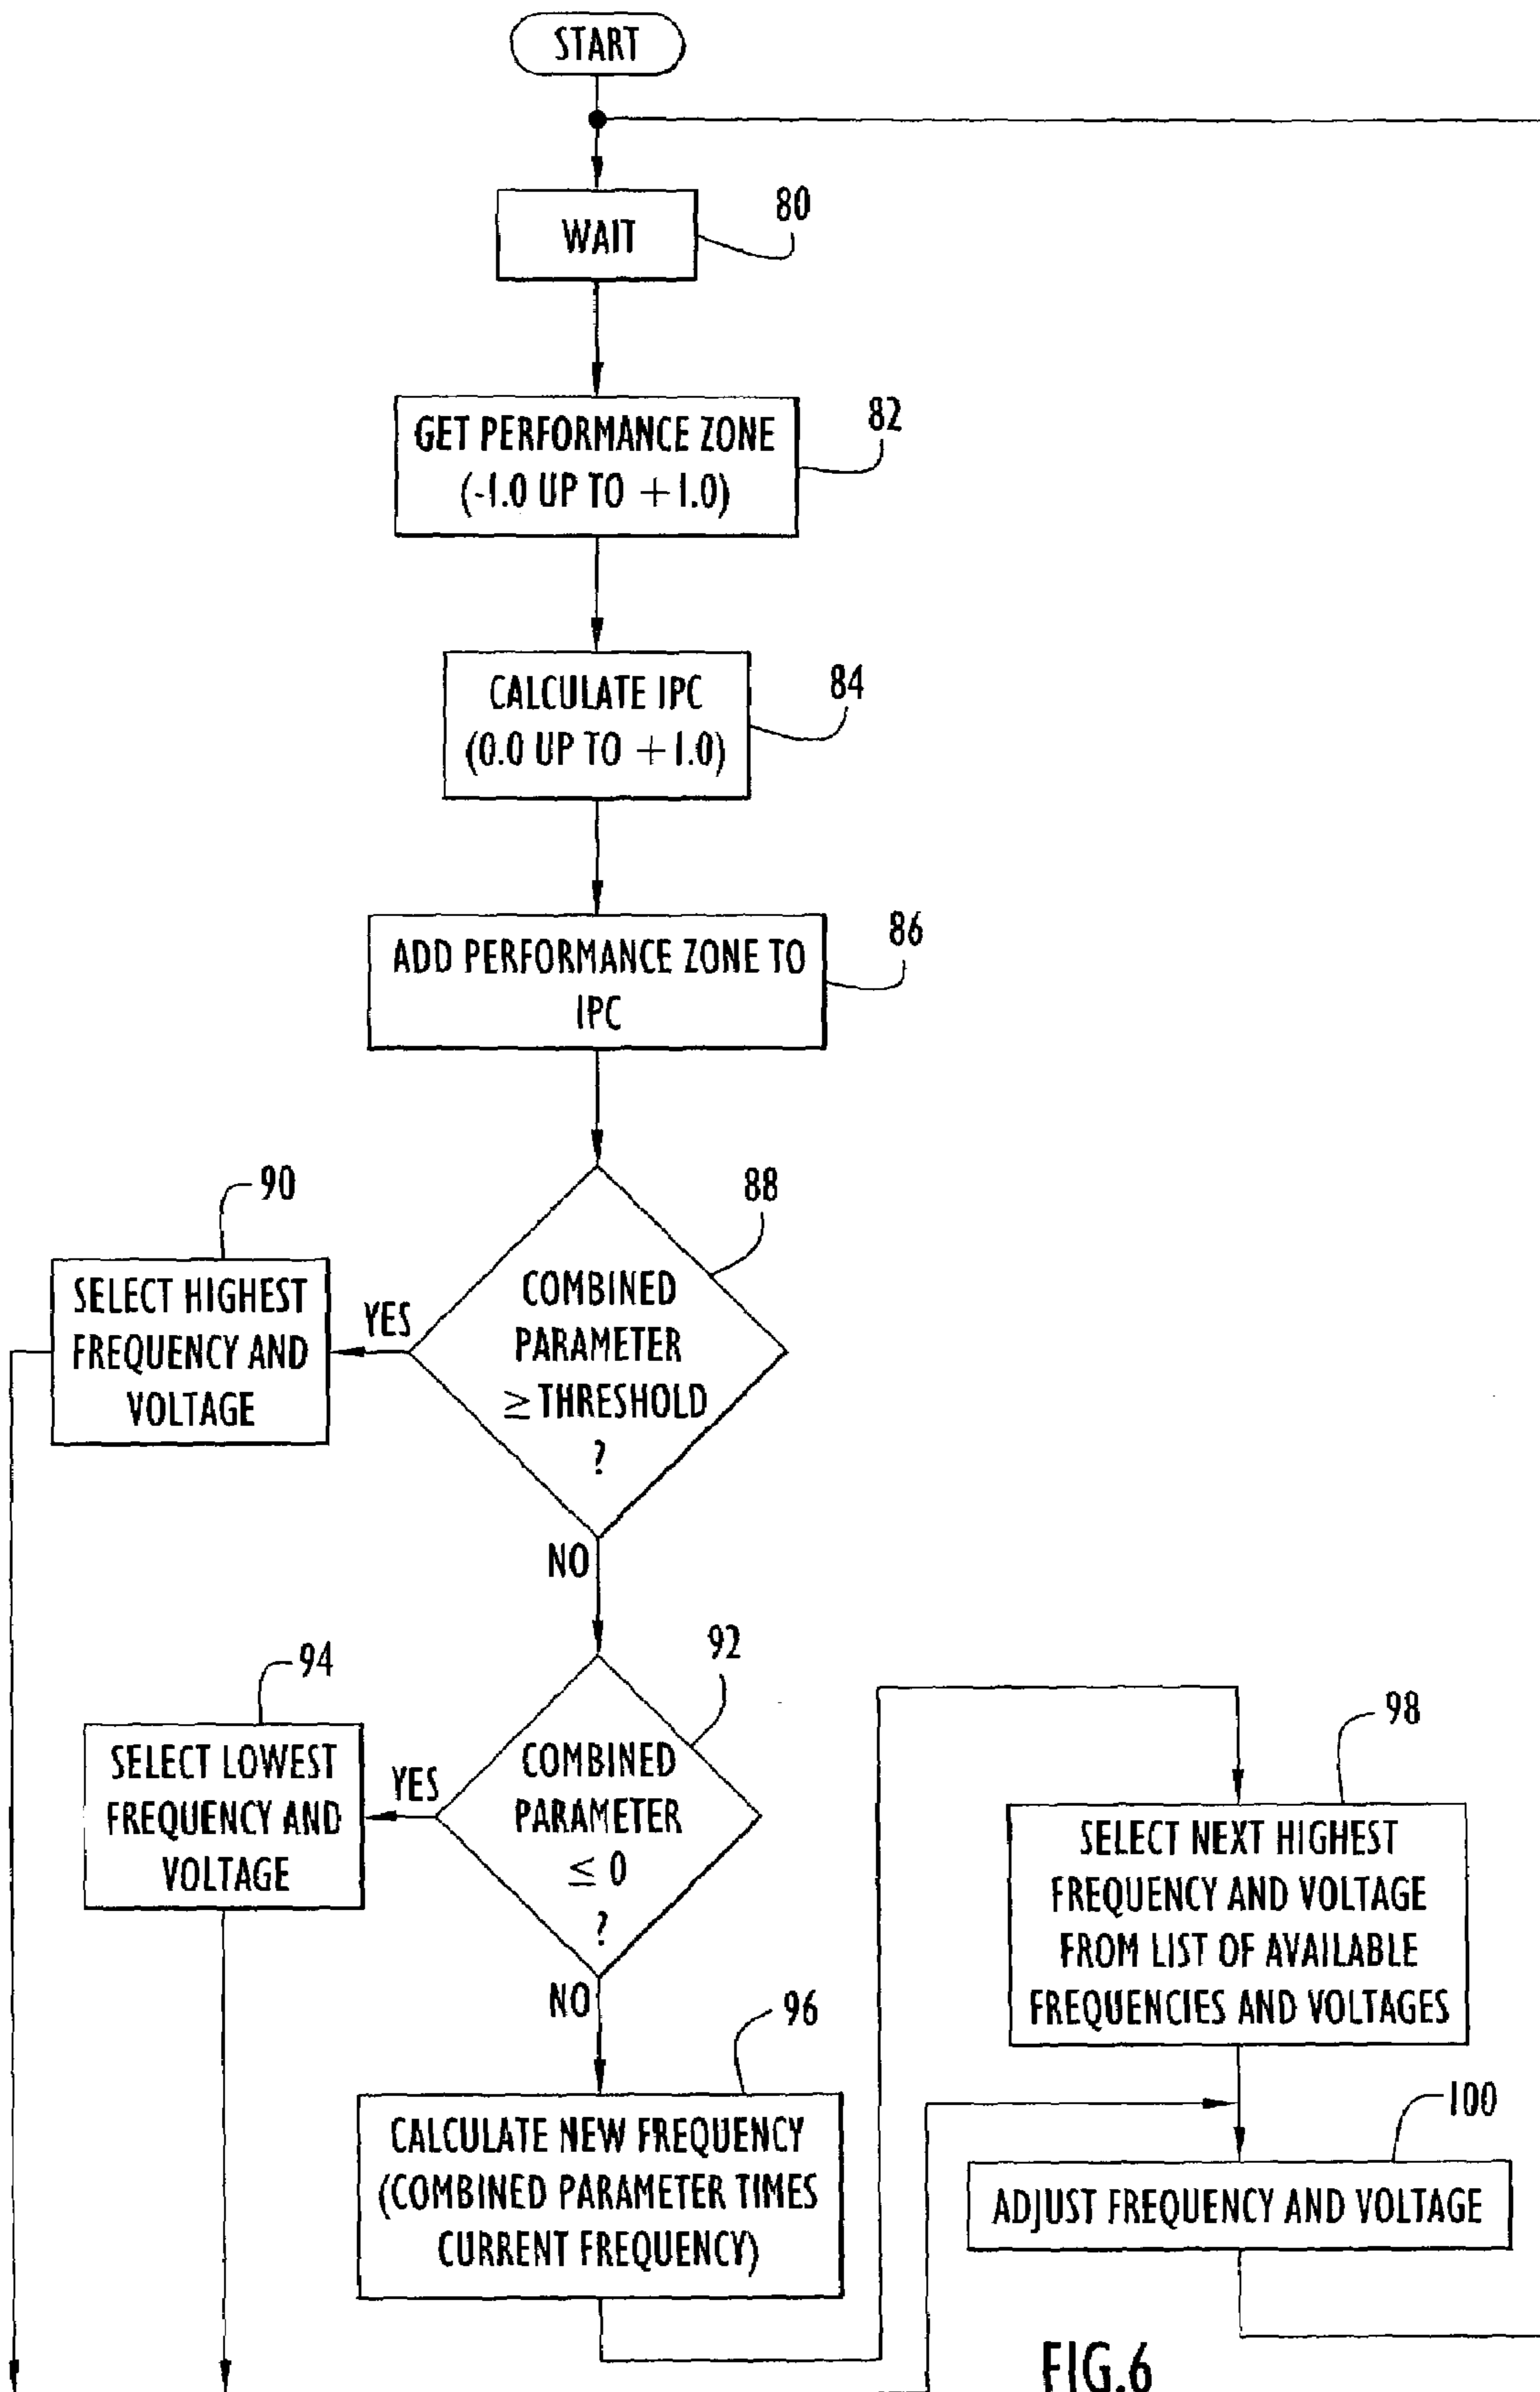 START
WAIT
80
GET PERFORMANCE ZONE
(-1.0 UP TO +1.0)
82
CALCULATE IPC
(0.0 UP TO +1.0)
84
ADD PERFORMANCE ZONE TO
IPC
86
88
COMBINED
PARAMETER
≥ THRESHOLD
?
YES
90
SELECT HIGHEST
FREQUENCY AND
VOLTAGE
NO
92
COMBINED
PARAMETER
≤ 0
?
YES
94
SELECT LOWEST
FREQUENCY AND
VOLTAGE
NO
96
CALCULATE NEW FREQUENCY
(COMBINED PARAMETER TIMES
CURRENT FREQUENCY)
98
SELECT NEXT HIGHEST
FREQUENCY AND VOLTAGE
FROM LIST OF AVAILABLE
FREQUENCIES AND VOLTAGES
100
ADJUST FREQUENCY AND VOLTAGE
FIG.6